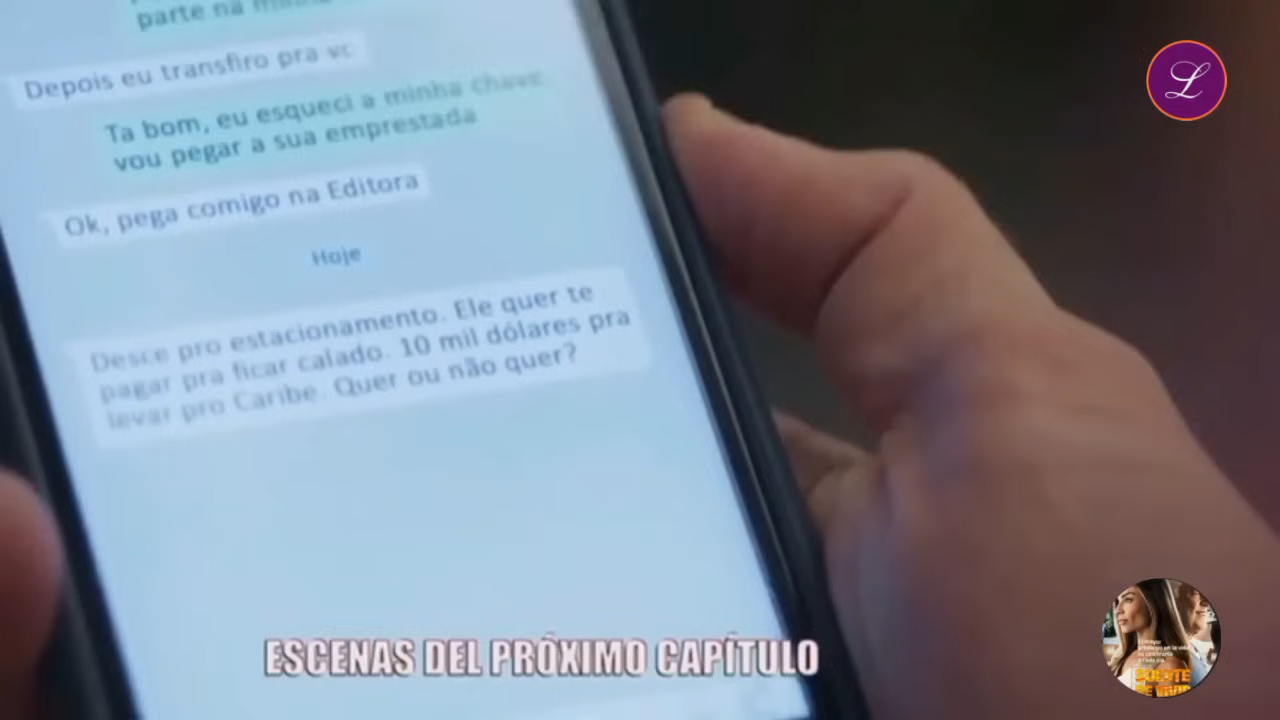 parte na minha
Depois eu transfiro pra vc
Ta bom, eu esqueci a minha chave
vou pegar a sua emprestada
Ok, pega comigo na Editora
Hoje
Desce pro estacionamento. Ele quer te
pagar pra ficar calado. 10 mil dólares pra
levar pro Caribe. Quer ou não quer?
L
ESCENAS DEL PRÓXIMO CAPÍTULO